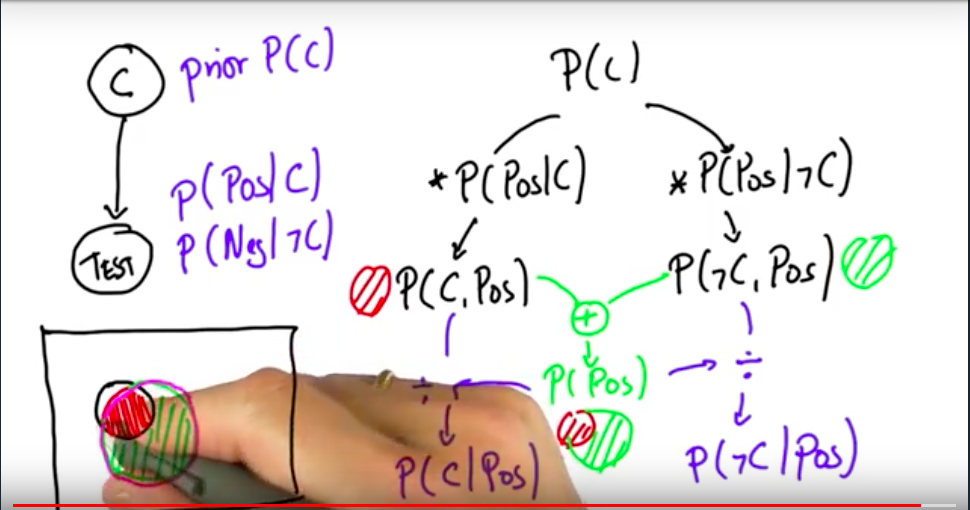 C
prior P(C)
P(Pos|C)
P(Neg|¬C)
TEST
P(C)
* P(Pos|C)
* P(Pos|¬C)
P(C,Pos)
P(¬C,Pos)
+
P(Pos)
÷
÷
P(C|Pos)
P(¬C|Pos)